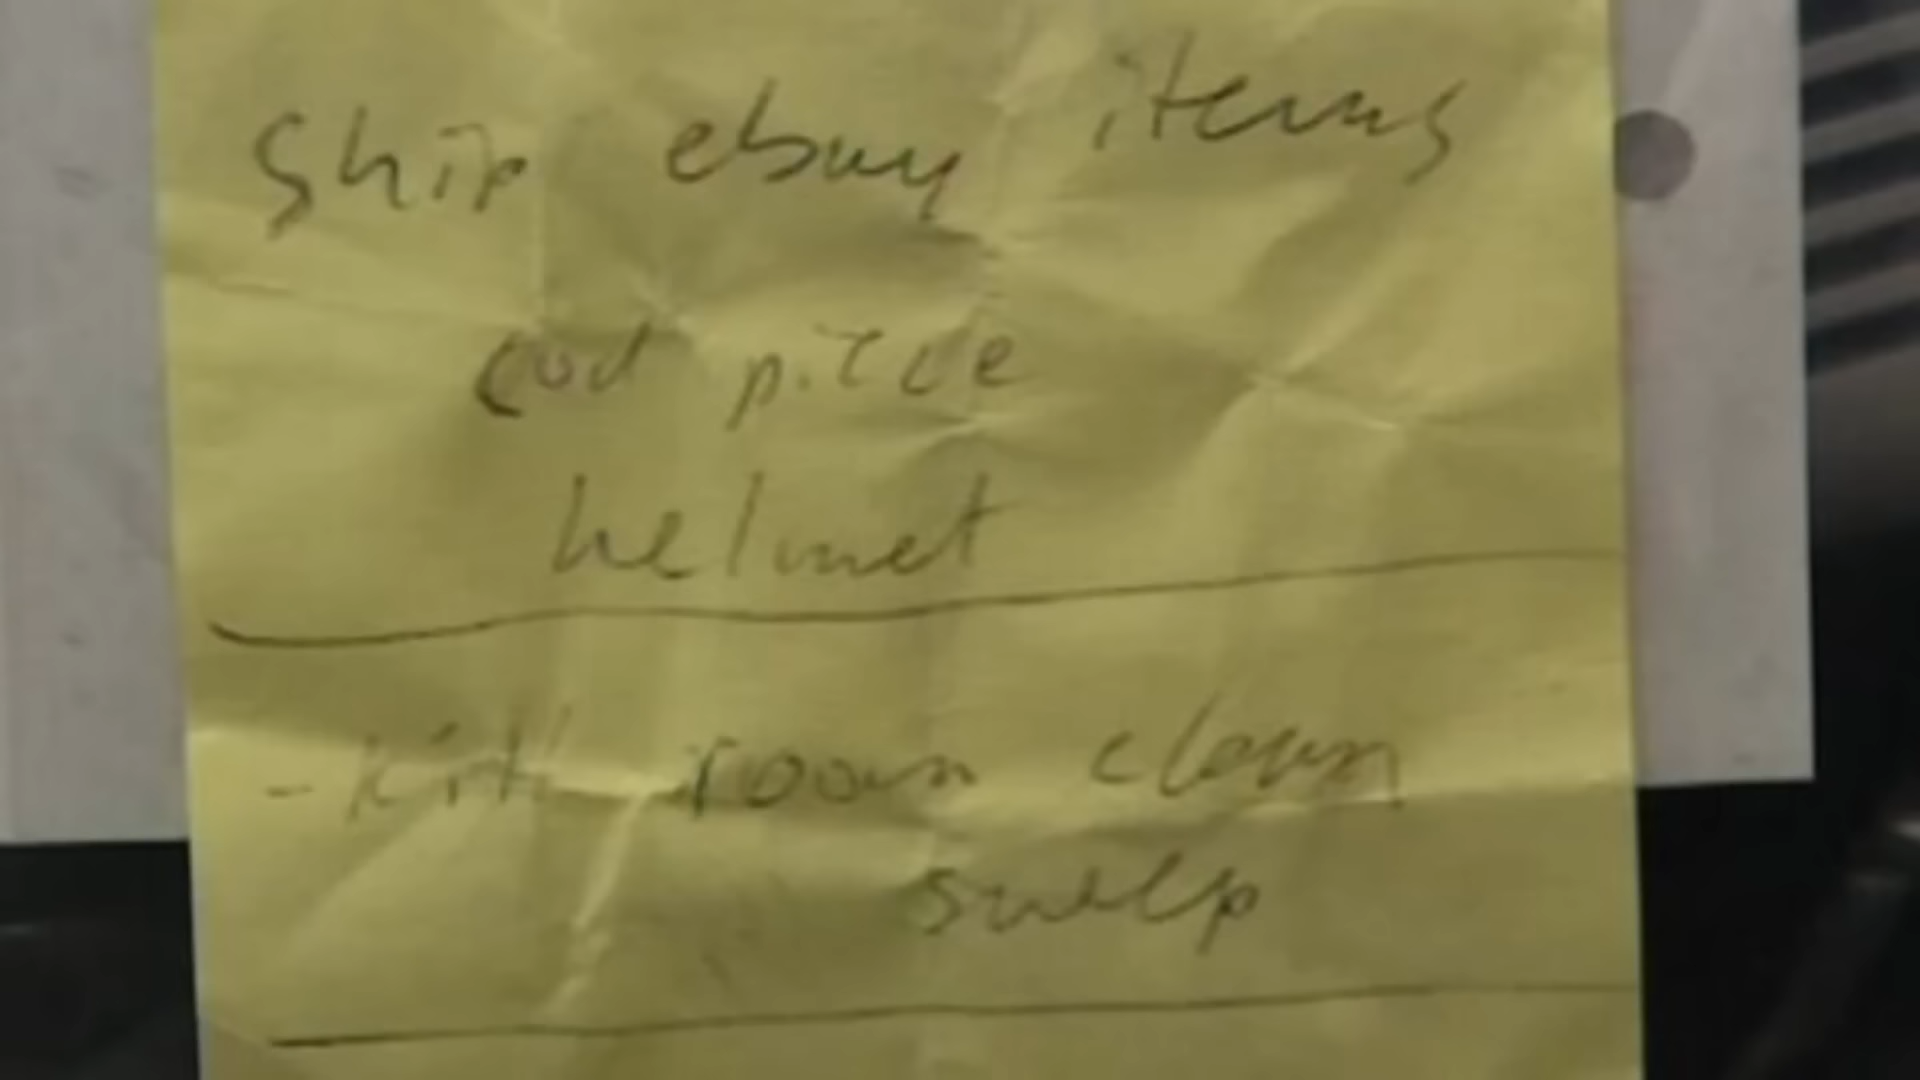 Ship ebay items
cod piece
helmet
room clean
sweep